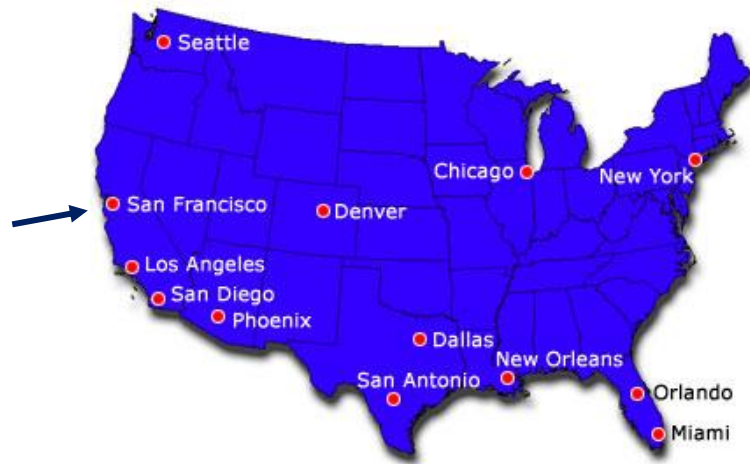 Seattle
Chicago
New York
San Francisco
Denver
Los Angeles
San Diego
Phoenix
Dallas
New Orleans
San Antonio
Orlando
Miami